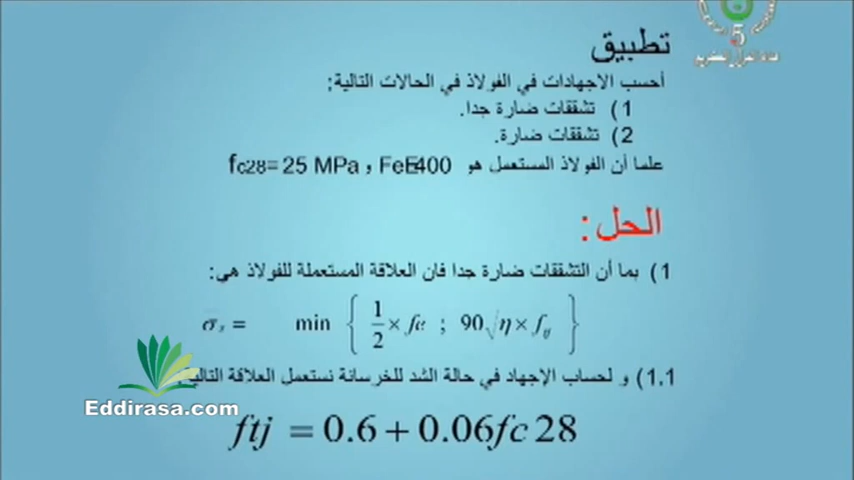 5
تطبيق
أحسب الاجهادات في الفولاذ في الحالات التالية:
1) تشققات ضارة جدا.
2) تشققات ضارة.
علما أن الفولاذ المستعمل هو FeE400 و fc28= 25 MPa
الحل:
1) بما أن التشققات ضارة جدا فان العلاقة المستعملة للفولاذ هي:
σ̄s = min { 1/2 × fe ; 90√η × ftj }
1.1) و لحساب الإجهاد في حالة الشد للخرسانة نستعمل العلاقة التالية
Eddirasa.com
ftj = 0.6 + 0.06fc 28